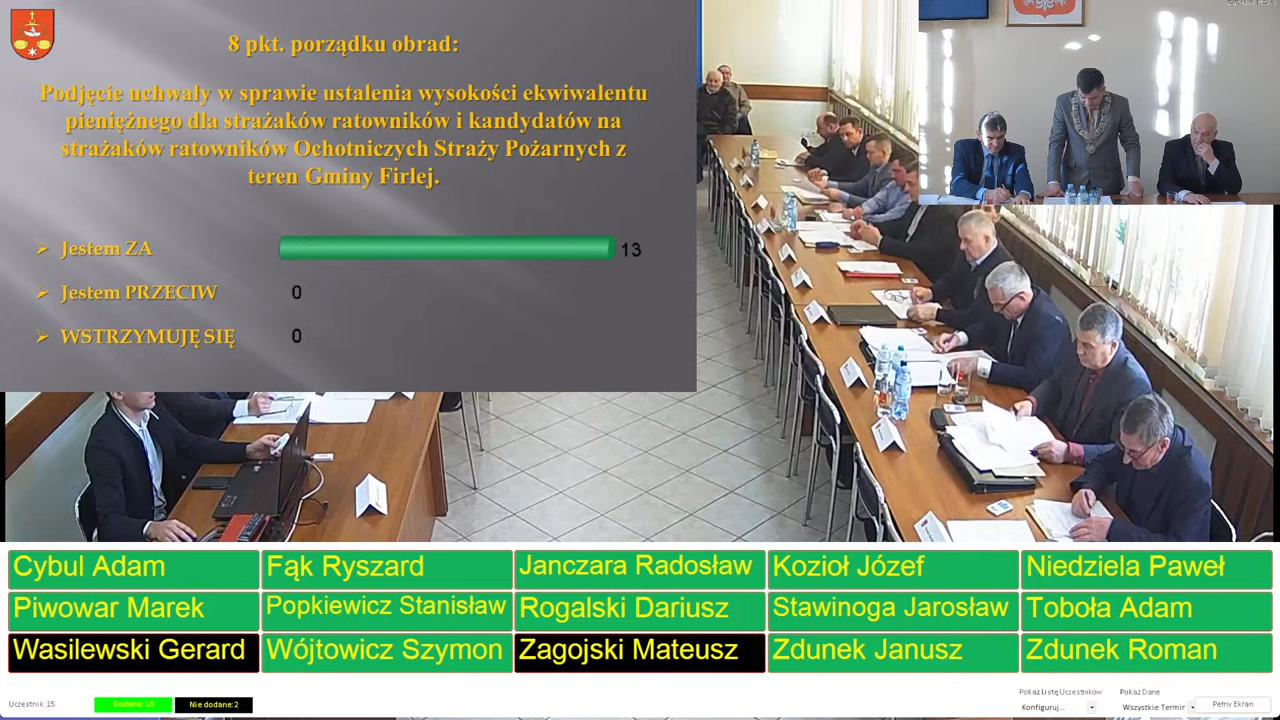 8 pkt. porządku obrad:
Podjęcie uchwały w sprawie ustalenia wysokości ekwiwalentu
pieniężnego dla strażaków ratowników i kandydatów na
strażaków ratowników Ochotniczych Straży Pożarnych z
teren Gminy Firlej.
Jestem ZA 13
Jestem PRZECIW 0
WSTRZYMUJĘ SIĘ 0
Cybul Adam Fąk Ryszard Janczara Radosław Kozioł Józef Niedziela Paweł
Piwowar Marek Popkiewicz Stanisław Rogalski Dariusz Stawinoga Jarosław Toboła Adam
Wasilewski Gerard Wójtowicz Szymon Zagojski Mateusz Zdunek Janusz Zdunek Roman
Pokaż Listę Uczestników Pokaż Dane
Uczestnik: 15 Oddane: 13 Nie oddane: 2 Konfiguruj... Wszystkie Termir Pełny Ekran